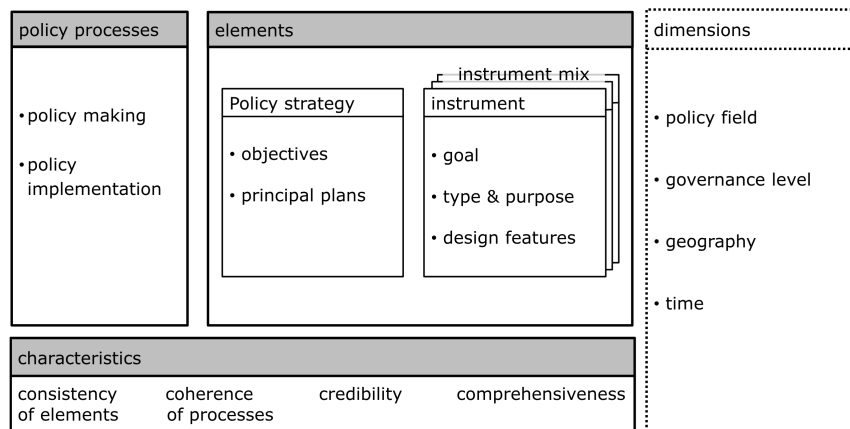 policy processes
• policy making
• policy
implementation
elements
Policy strategy
• objectives
• principal plans
instrument mix
instrument
• goal
• type & purpose
• design features
dimensions
• policy field
• governance level
• geography
• time
characteristics
consistency
of elements
coherence
of processes
credibility
comprehensiveness